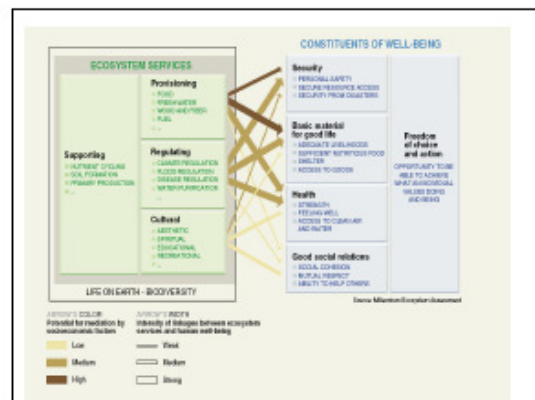 CONSTITUENTS OF WELL-BEING
ECOSYSTEM SERVICES
Supporting
NUTRIENT CYCLING
SOIL FORMATION
PRIMARY PRODUCTION
...
Provisioning
FOOD
FRESHWATER
WOOD AND FIBER
FUEL
...
Regulating
CLIMATE REGULATION
FLOOD REGULATION
DISEASE REGULATION
WATER PURIFICATION
...
Cultural
AESTHETIC
SPIRITUAL
EDUCATIONAL
RECREATIONAL
...
LIFE ON EARTH - BIODIVERSITY
Security
PERSONAL SAFETY
SECURE RESOURCE ACCESS
SECURITY FROM DISASTERS
Basic material
for good life
ADEQUATE LIVELIHOODS
SUFFICIENT NUTRITIOUS FOOD
SHELTER
ACCESS TO GOODS
Health
STRENGTH
FEELING WELL
ACCESS TO CLEAN AIR
AND WATER
Good social relations
SOCIAL COHESION
MUTUAL RESPECT
ABILITY TO HELP OTHERS
Freedom
of choice
and action
OPPORTUNITY TO BE
ABLE TO ACHIEVE
WHAT AN INDIVIDUAL
VALUES DOING
AND BEING
Source: Millennium Ecosystem Assessment
ARROW'S COLOR
Potential for mediation by
socioeconomic factors
Low
Medium
High
ARROW'S WIDTH
Intensity of linkages between ecosystem
services and human well-being
Weak
Medium
Strong